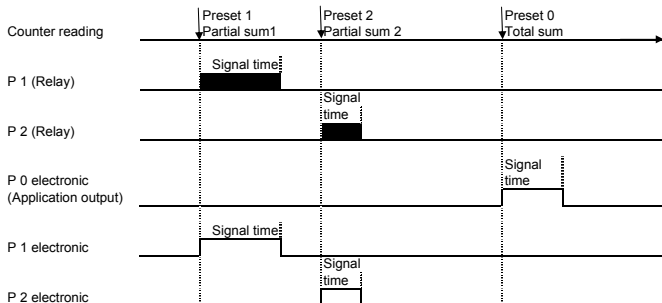 Preset 1 Preset 2 Preset 0
Counter reading Partial sum1 Partial sum 2 Total sum
Signal time
P 1 (Relay)
Signal
time
P 2 (Relay)
Signal
P 0 electronic time
(Application output)
Signal time
P 1 electronic
Signal
time
P 2 electronic